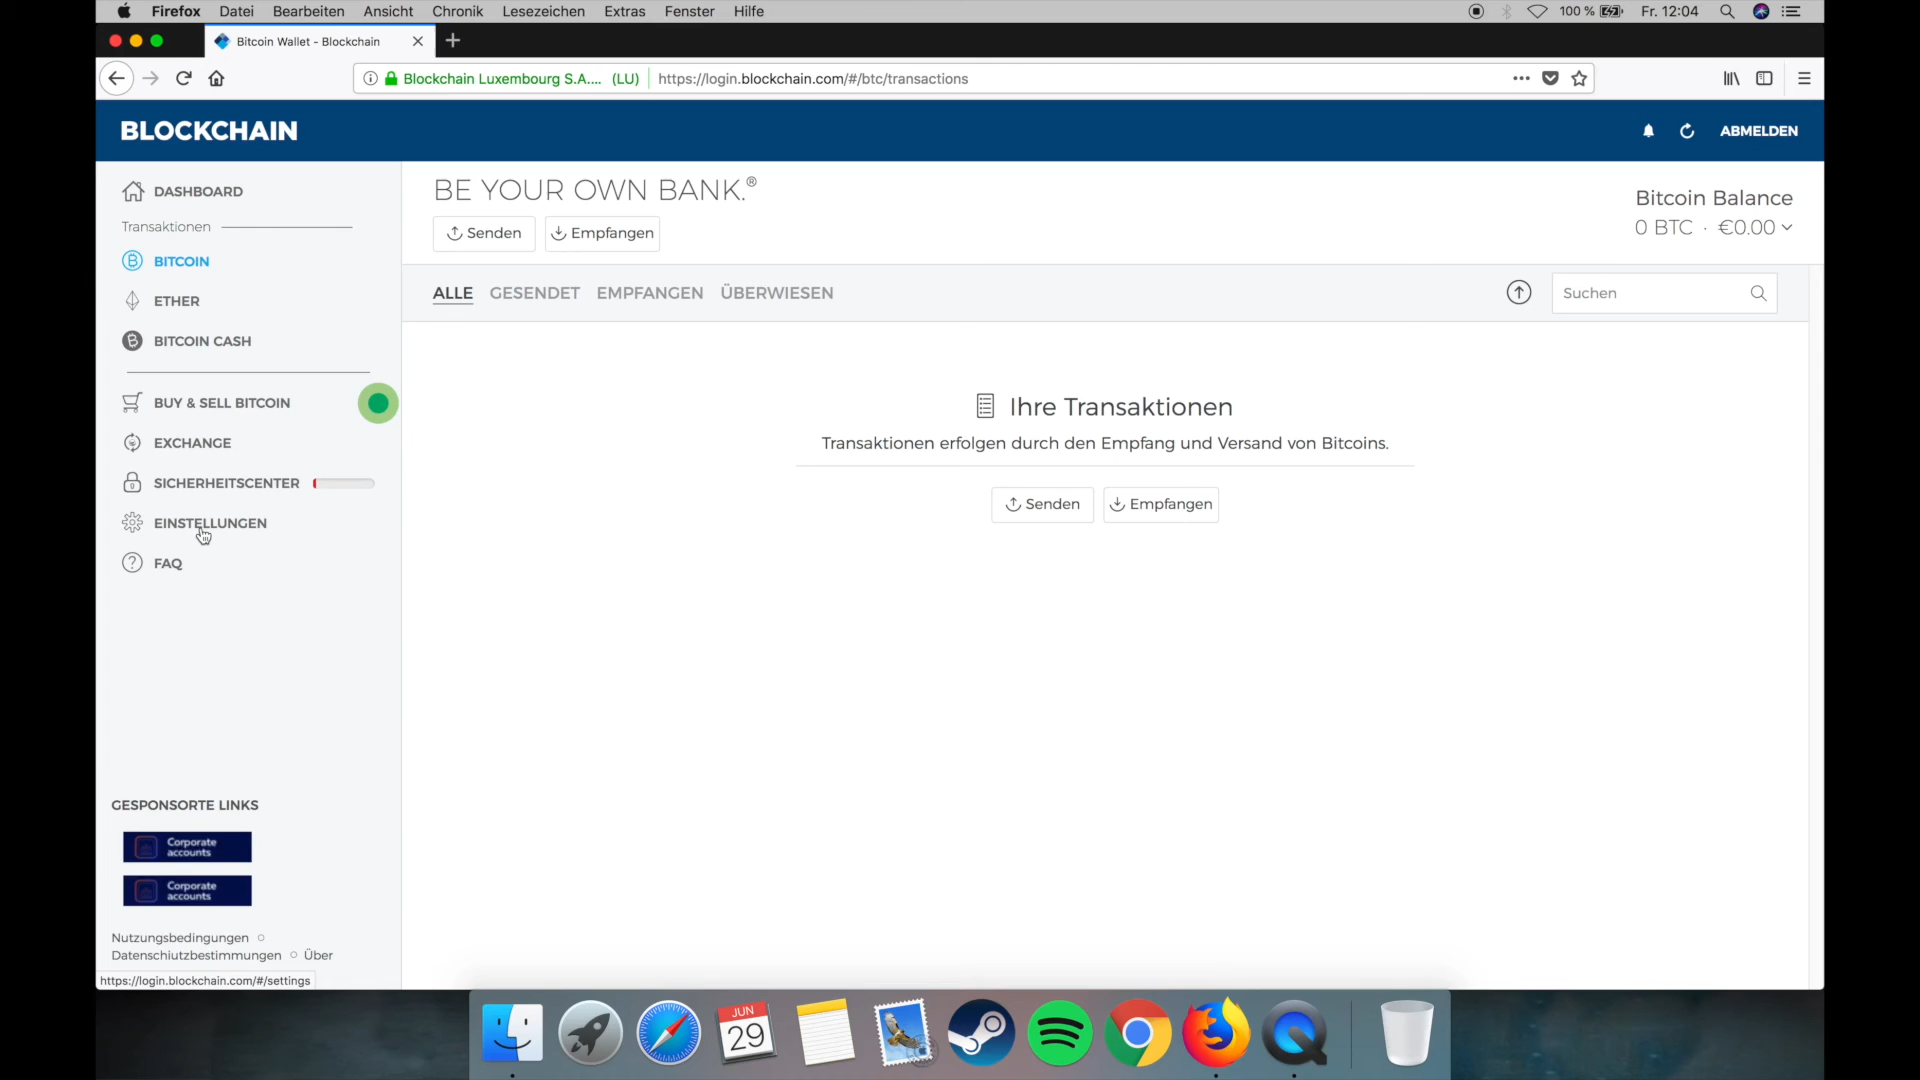 Firefox Datei Bearbeiten Ansicht Chronik Lesezeichen Extras Fenster Hilfe 100 % Fr. 12:04
Bitcoin Wallet - Blockchain
Blockchain Luxembourg S.A.... (LU) https://login.blockchain.com/#/btc/transactions
BLOCKCHAIN
ABMELDEN
DASHBOARD
Transaktionen
BITCOIN
ETHER
BITCOIN CASH
BUY & SELL BITCOIN
EXCHANGE
SICHERHEITSCENTER
EINSTELLUNGEN
FAQ
GESPONSORTE LINKS
Corporate
accounts
Corporate
accounts
Nutzungsbedingungen
Datenschiutzbestimmungen Über
https://login.blockchain.com/#/settings
BE YOUR OWN BANK.®
Senden Empfangen
Bitcoin Balance
0 BTC · €0.00
ALLE GESENDET EMPFANGEN ÜBERWIESEN
Suchen
Ihre Transaktionen
Transaktionen erfolgen durch den Empfang und Versand von Bitcoins.
Senden Empfangen
JUN
29